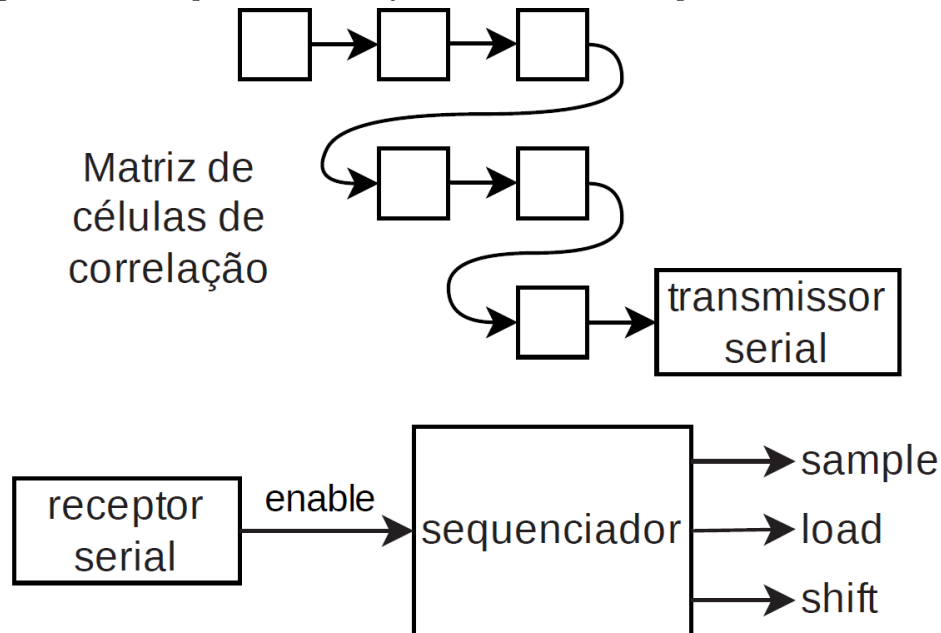 Matriz de
células de
correlação
transmissor
serial
receptor
serial
enable
sequenciador
sample
load
shift